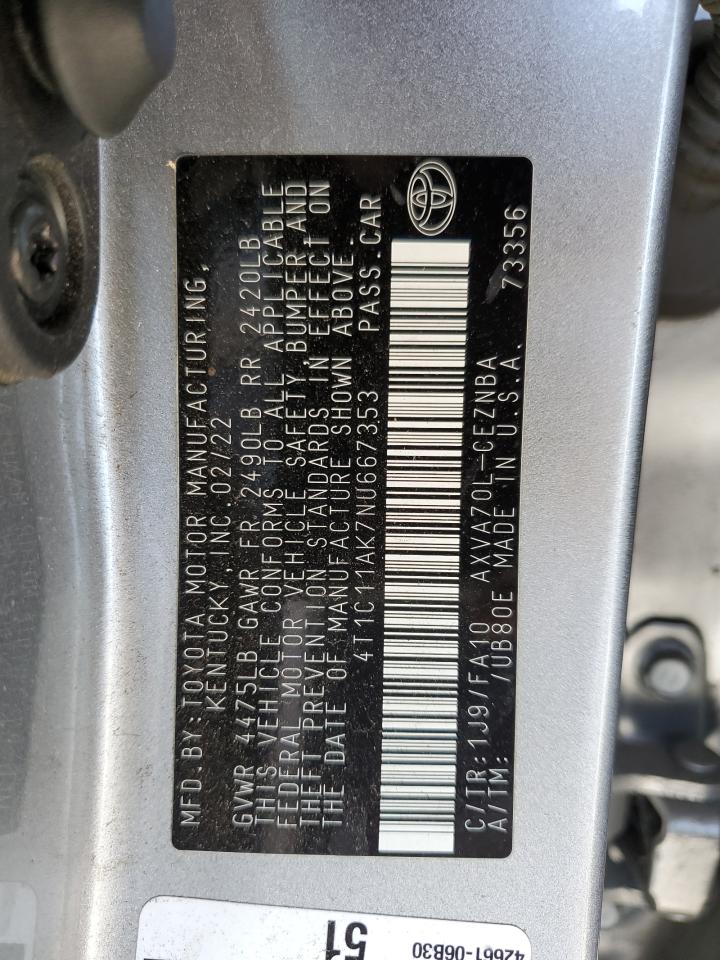 MFD.BY:TOYOTA MOTOR MANUFACTURING,
KENTUCKY,INC.02/22
GVWR 4475LB GAWR FR 2490LB RR 2420LB
THIS VEHICLE CONFORMS TO ALL APPLICABLE
FEDERAL MOTOR VEHICLE SAFETY, BUMPER AND
THEFT PREVENTION STANDARDS IN EFFECT ON
THE DATE OF MANUFACTURE SHOWN ABOVE
4T1C11AK7NU667353 PASS.CAR
C/TR:1J9/FA10 AXVA70L-CEZNBA
A/TM: /UB80E MADE IN U.S.A. 73356
51
42661-06B30